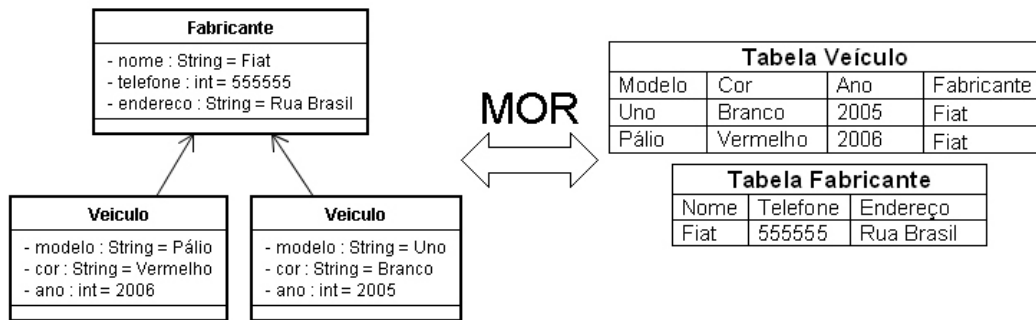 Fabricante
- nome : String = Fiat
- telefone : int = 555555
- endereco : String = Rua Brasil
Veiculo
- modelo : String = Pálio
- cor : String = Vermelho
- ano : int = 2006
Veiculo
- modelo : String = Uno
- cor : String = Branco
- ano : int = 2005
MOR
Tabela Veículo
Modelo Cor Ano Fabricante
Uno Branco 2005 Fiat
Pálio Vermelho 2006 Fiat
Tabela Fabricante
Nome Telefone Endereço
Fiat 555555 Rua Brasil